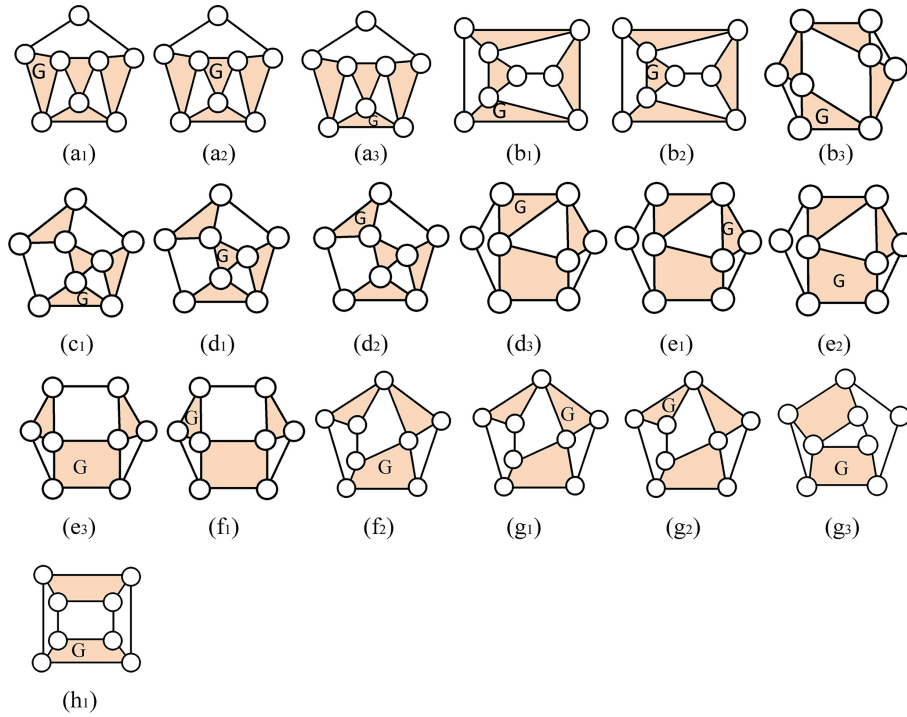 G G G G G G
(a1) (a2) (a3) (b1) (b2) (b3)
G G G G G G
(c1) (d1) (d2) (d3) (e1) (e2)
G G G G G G
(e3) (f1) (f2) (g1) (g2) (g3)
G
(h1)